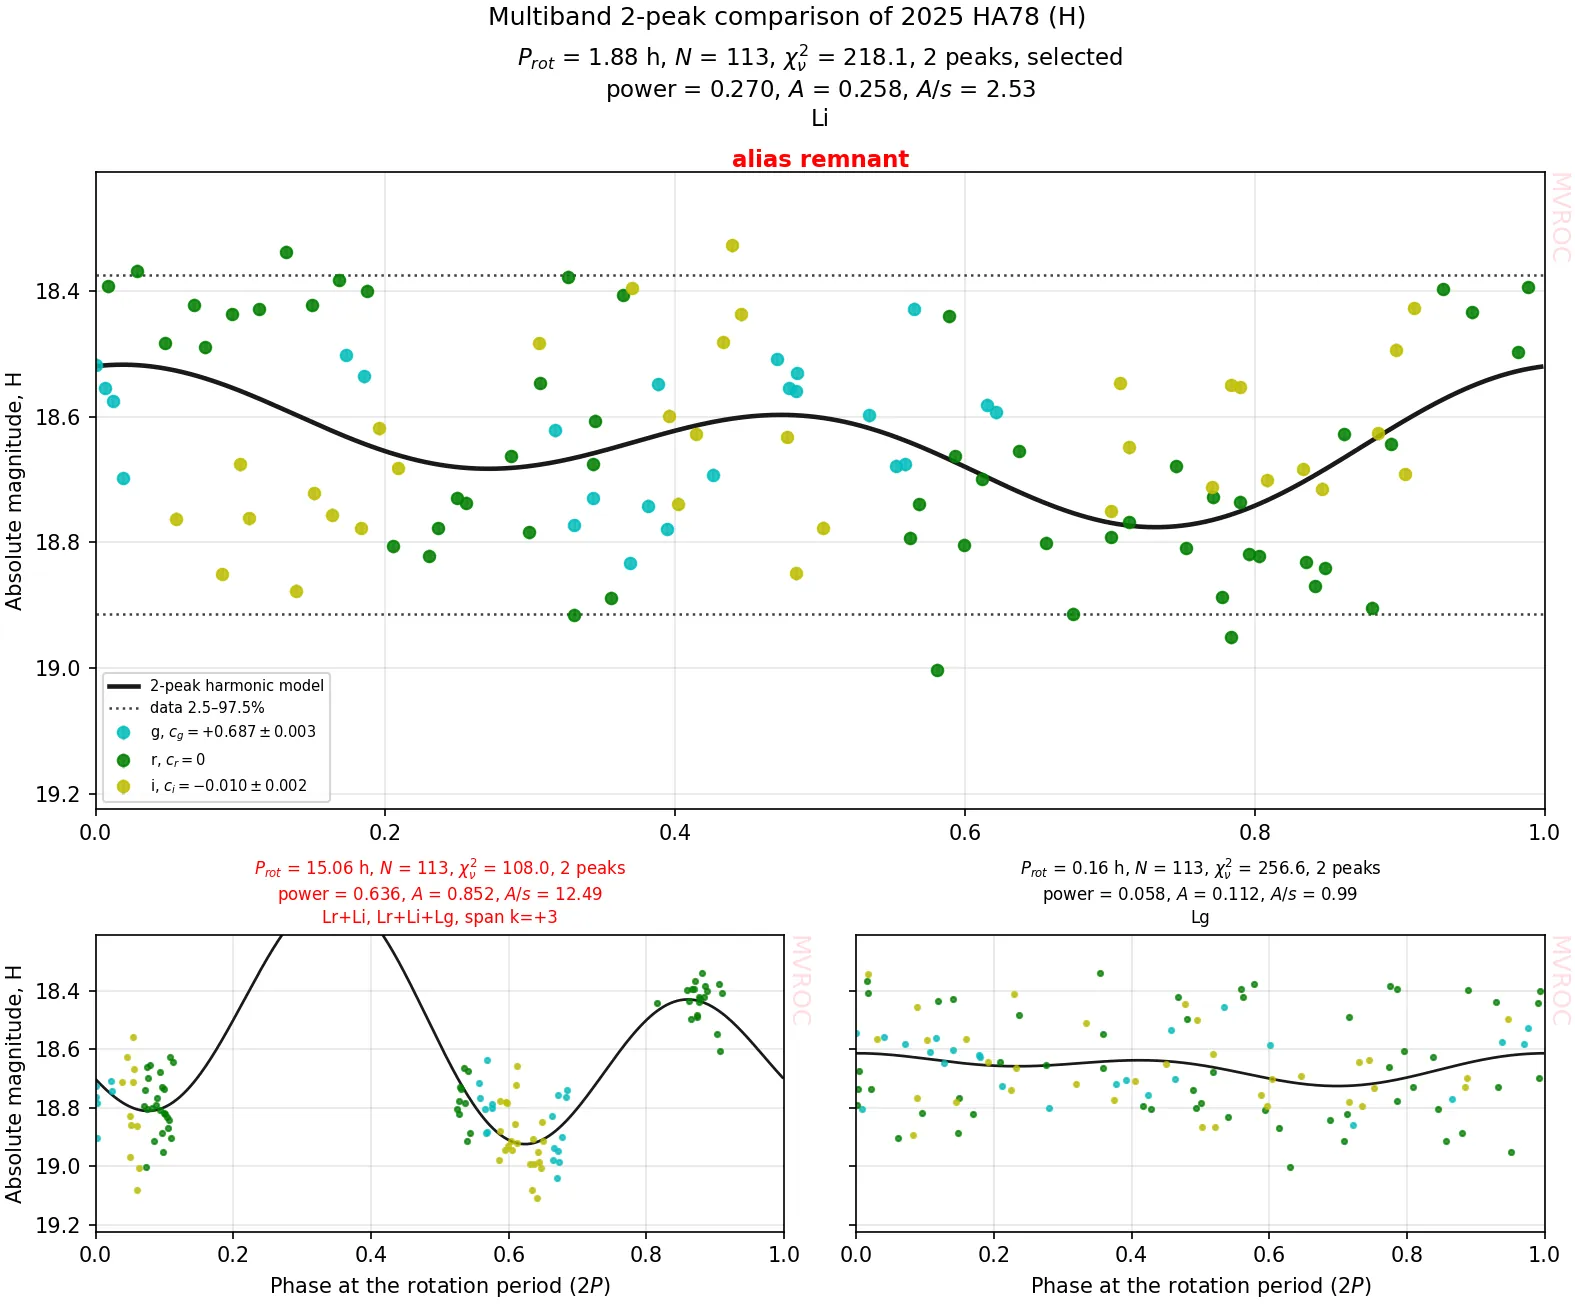 Multiband 2-peak comparison of 2025 HA78 (H)
P_rot = 1.88 h, N = 113, χ²_ν = 218.1, 2 peaks, selected
power = 0.270, A = 0.258, A/s = 2.53
Li
alias remnant
MVROC
Absolute magnitude, H
18.4
18.6
18.8
19.0
19.2
2-peak harmonic model
data 2.5–97.5%
g, c_g = +0.687 ± 0.003
r, c_r = 0
i, c_i = −0.010 ± 0.002
0.0 0.2 0.4 0.6 0.8 1.0
P_rot = 15.06 h, N = 113, χ²_ν = 108.0, 2 peaks
power = 0.636, A = 0.852, A/s = 12.49
Lr+Li, Lr+Li+Lg, span k=+3
MVROC
Absolute magnitude, H
18.4
18.6
18.8
19.0
19.2
0.0 0.2 0.4 0.6 0.8 1.0
Phase at the rotation period (2P)
P_rot = 0.16 h, N = 113, χ²_ν = 256.6, 2 peaks
power = 0.058, A = 0.112, A/s = 0.99
Lg
MVROC
0.0 0.2 0.4 0.6 0.8 1.0
Phase at the rotation period (2P)